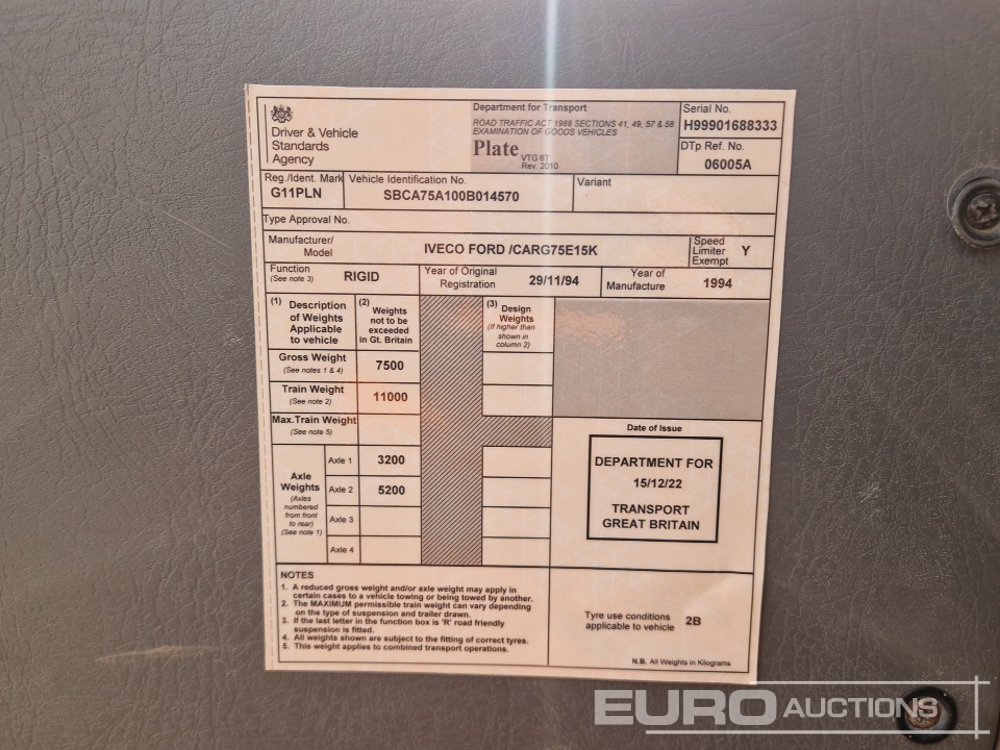 Driver & Vehicle
Standards
Agency
Department for Transport
ROAD TRAFFIC ACT 1988 SECTIONS 41, 49, 57 & 58
EXAMINATION OF GOODS VEHICLES
Plate VTG 6T
Rev. 2010
Serial No.
H99901688333
DTp Ref. No.
06005A
Reg./Ident. Mark
G11PLN
Vehicle Identification No.
SBCA75A100B014570
Variant
Type Approval No.
Manufacturer/
Model
IVECO FORD /CARG75E15K
Speed
Limiter
Exempt
Y
Function
(See note 3)
RIGID
Year of Original
Registration
29/11/94
Year of
Manufacture
1994
(1) Description
of Weights
Applicable
to vehicle
(2) Weights
not to be
exceeded
in Gt. Britain
(3) Design
Weights
(If higher than
shown in
column 2)
Gross Weight
(See notes 1 & 4)
7500
Train Weight
(See note 2)
11000
Max.Train Weight
(See note 5)
Axle
Weights
(Axles
numbered
from front
to rear)
(See note 1)
Axle 1 3200
Axle 2 5200
Axle 3
Axle 4
Date of Issue
DEPARTMENT FOR
15/12/22
TRANSPORT
GREAT BRITAIN
NOTES
1. A reduced gross weight and/or axle weight may apply in
certain cases to a vehicle towing or being towed by another.
2. The MAXIMUM permissible train weight can vary depending
on the type of suspension and trailer drawn.
3. If the last letter in the function box is 'R' road friendly
suspension is fitted.
4. All weights shown are subject to the fitting of correct tyres.
5. This weight applies to combined transport operations.
Tyre use conditions
applicable to vehicle 2B
N.B. All Weights in Kilograms
EURO AUCTIONS